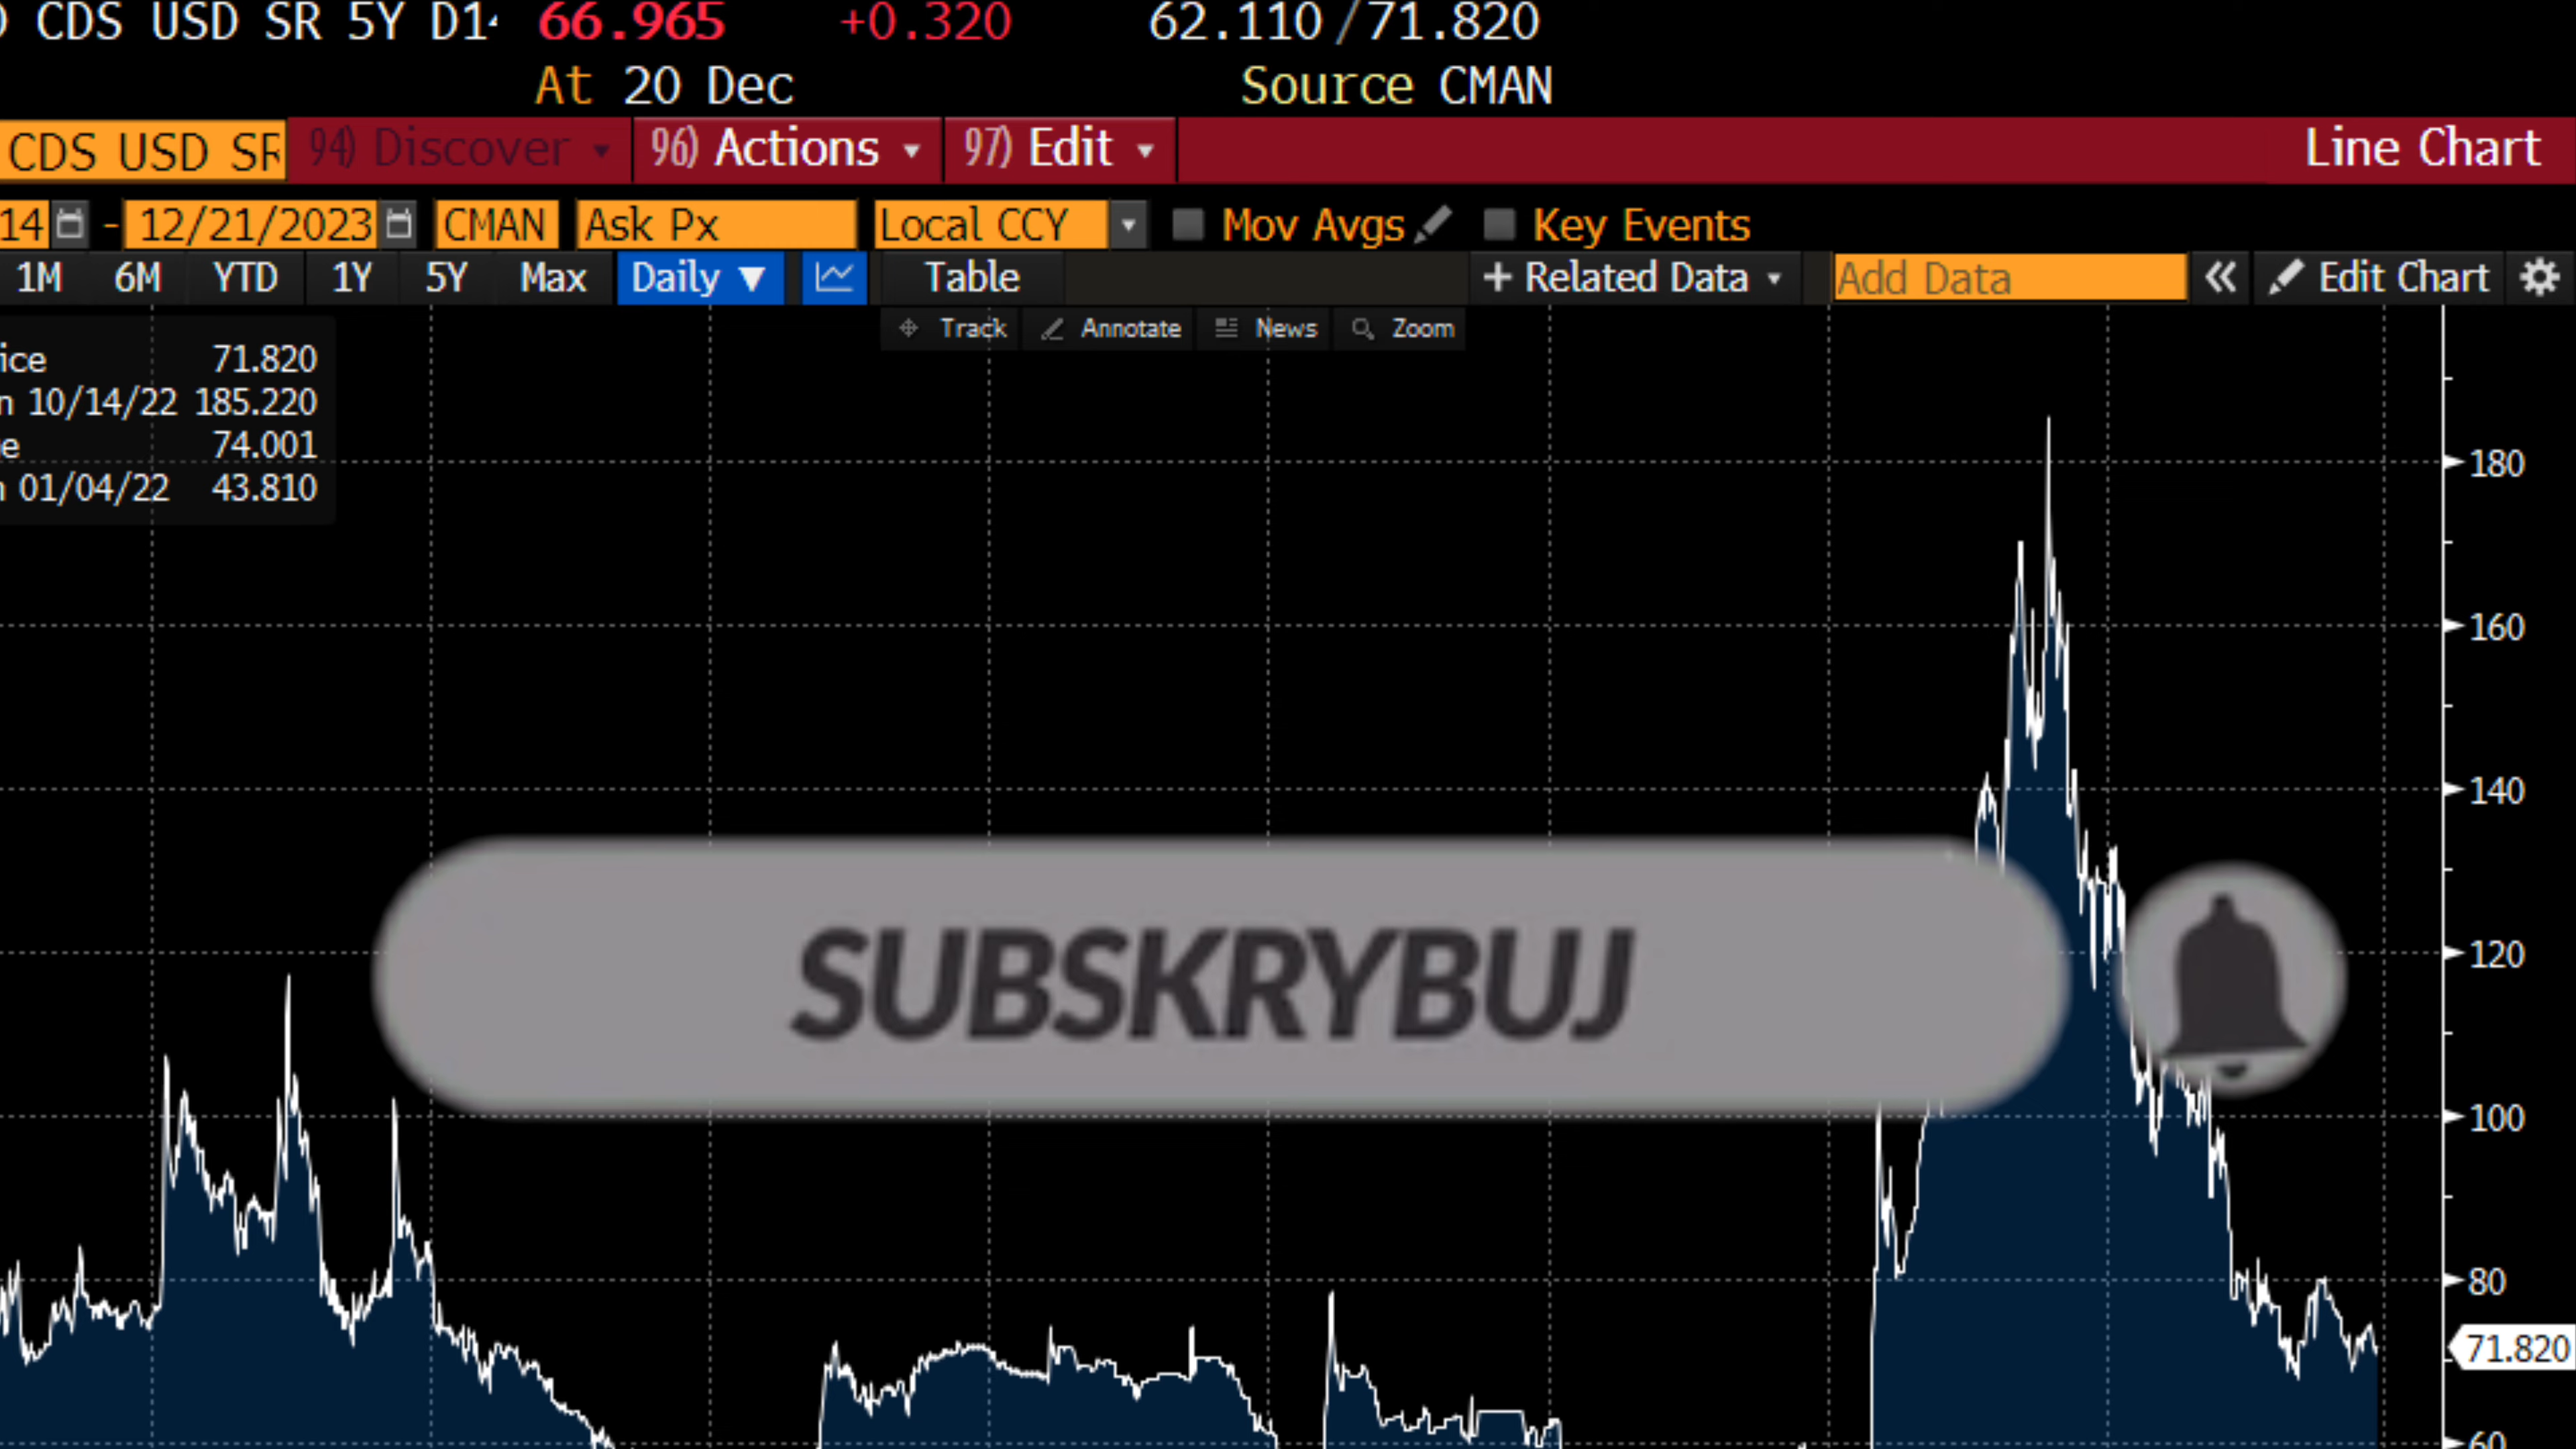 CDS USD SR 5Y D14 66.965 +0.320 62.110/71.820
At 20 Dec Source CMAN
CDS USD SR 94) Discover 96) Actions 97) Edit Line Chart
14 - 12/21/2023 CMAN Ask Px Local CCY Mov Avgs Key Events
1M 6M YTD 1Y 5Y Max Daily ▼ Table + Related Data Add Data « Edit Chart
Track Annotate News Zoom
ice 71.820
n 10/14/22 185.220
e 74.001
n 01/04/22 43.810
180
160
140
120
100
80
71.820
60
SUBSKRYBUJ